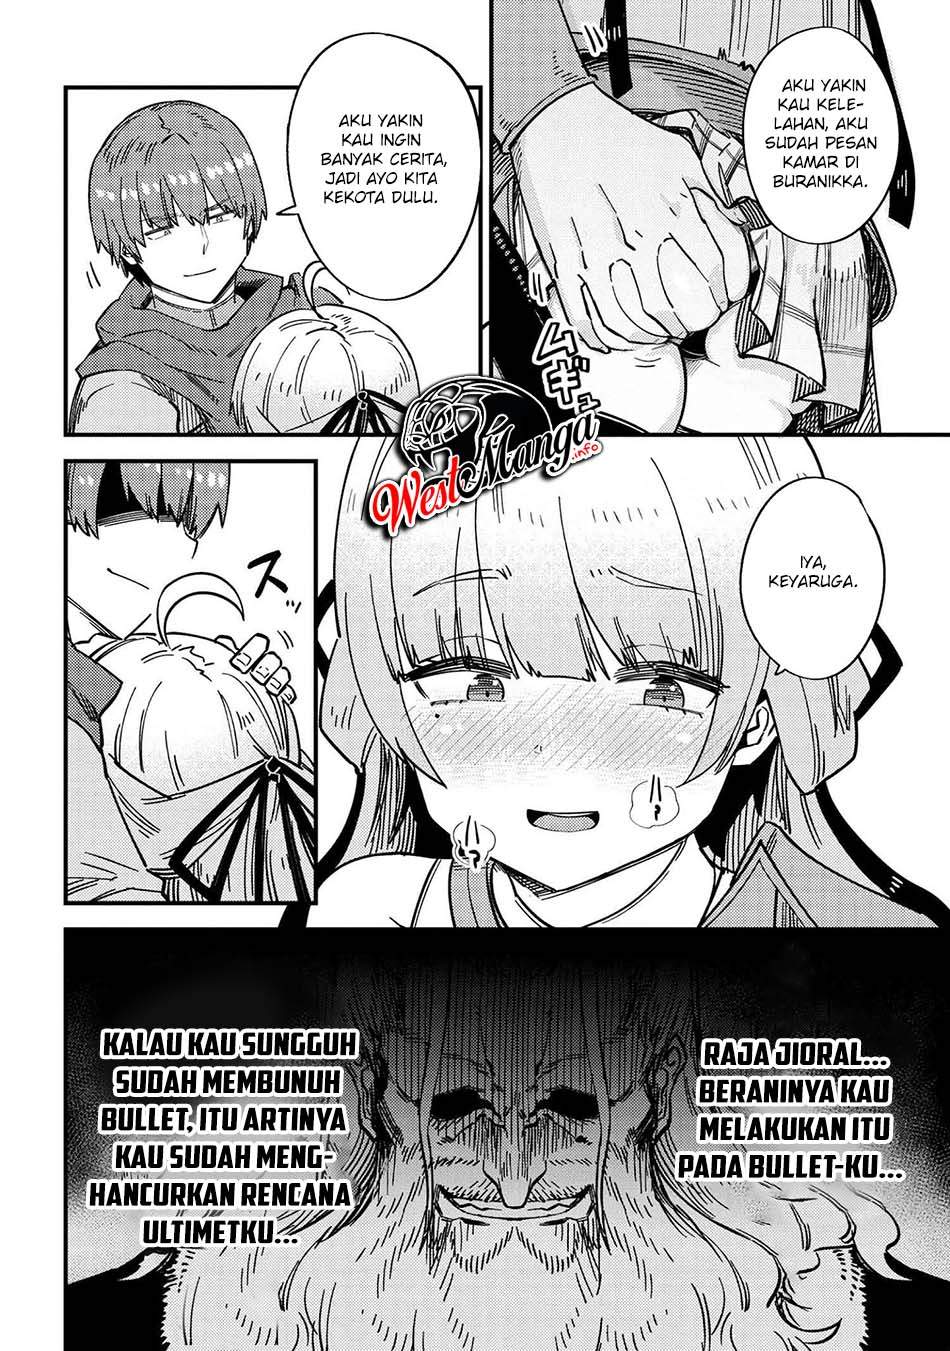 AKU YAKIN
KAU KELE-
LAHAN, AKU
SUDAH PESAN
KAMAR DI
BURANIKKA.
AKU YAKIN
KAU INGIN
BANYAK CERITA,
JADI AYO KITA
KEKOTA DULU.
ムギュ
WestManga
.info
IYA,
KEYARUGA.
ス
RAJA JIORAL...
BERANINYA KAU
MELAKUKAN ITU
PADA BULLET-KU...
KALAU KAU SUNGGUH
SUDAH MEMBUNUH
BULLET, ITU ARTINYA
KAU SUDAH MENG-
HANCURKAN RENCANA
ULTIMETKU...